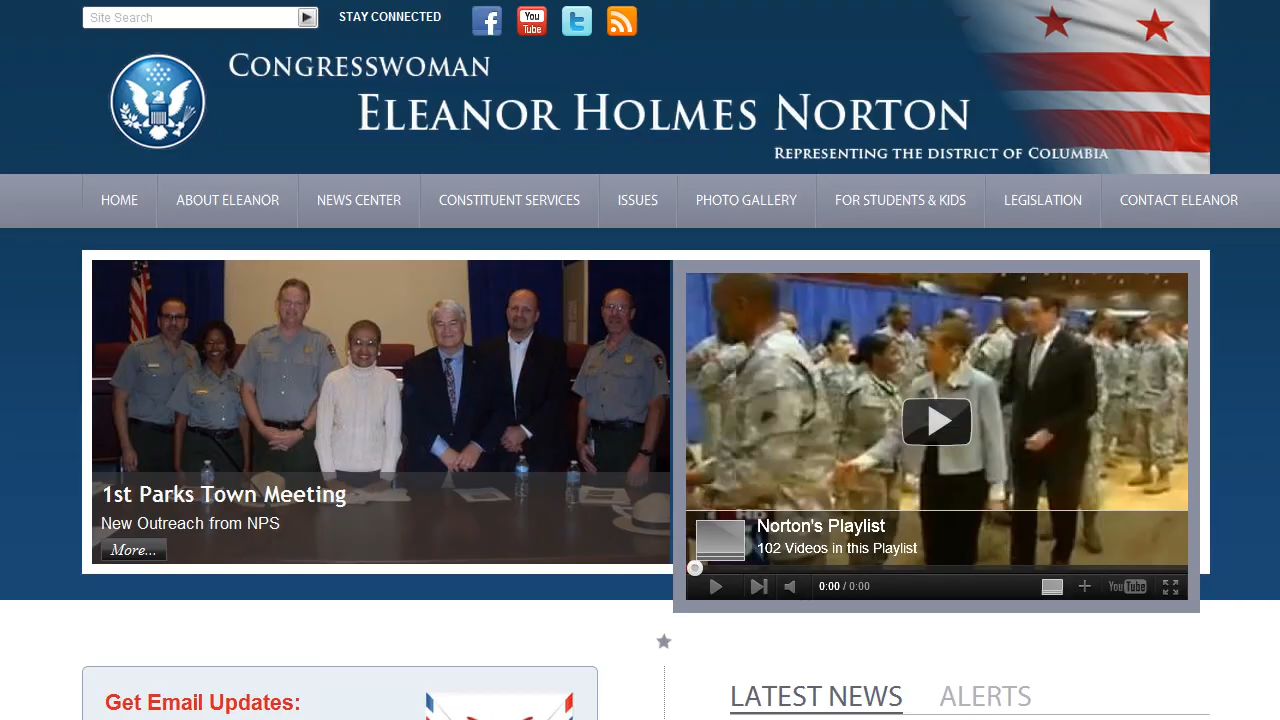 Site Search
STAY CONNECTED
You
Tube
CONGRESSWOMAN
ELEANOR HOLMES NORTON
REPRESENTING THE DISTRICT OF COLUMBIA
HOME
ABOUT ELEANOR
NEWS CENTER
CONSTITUENT SERVICES
ISSUES
PHOTO GALLERY
FOR STUDENTS & KIDS
LEGISLATION
CONTACT ELEANOR
1st Parks Town Meeting
New Outreach from NPS
More...
Norton's Playlist
102 Videos in this Playlist
0:00 / 0:00
YouTube
Get Email Updates:
LATEST NEWS
ALERTS